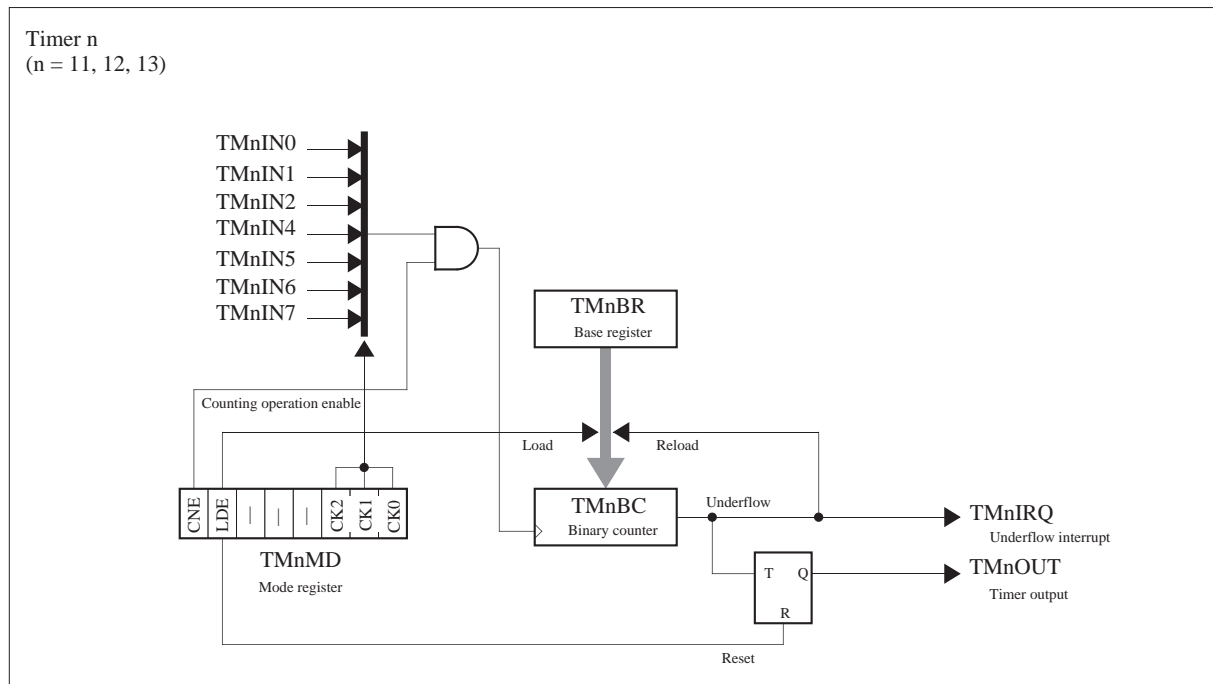 Timer n
(n = 11, 12, 13)
TMnIN0
TMnIN1
TMnIN2
TMnIN4
TMnIN5
TMnIN6
TMnIN7
TMnBR
Base register
Counting operation enable
Load
Reload
CNE
LDE
—
—
—
CK2
CK1
CK0
TMnMD
Mode register
TMnBC
Binary counter
Underflow
TMnIRQ
Underflow interrupt
T
Q
R
TMnOUT
Timer output
Reset